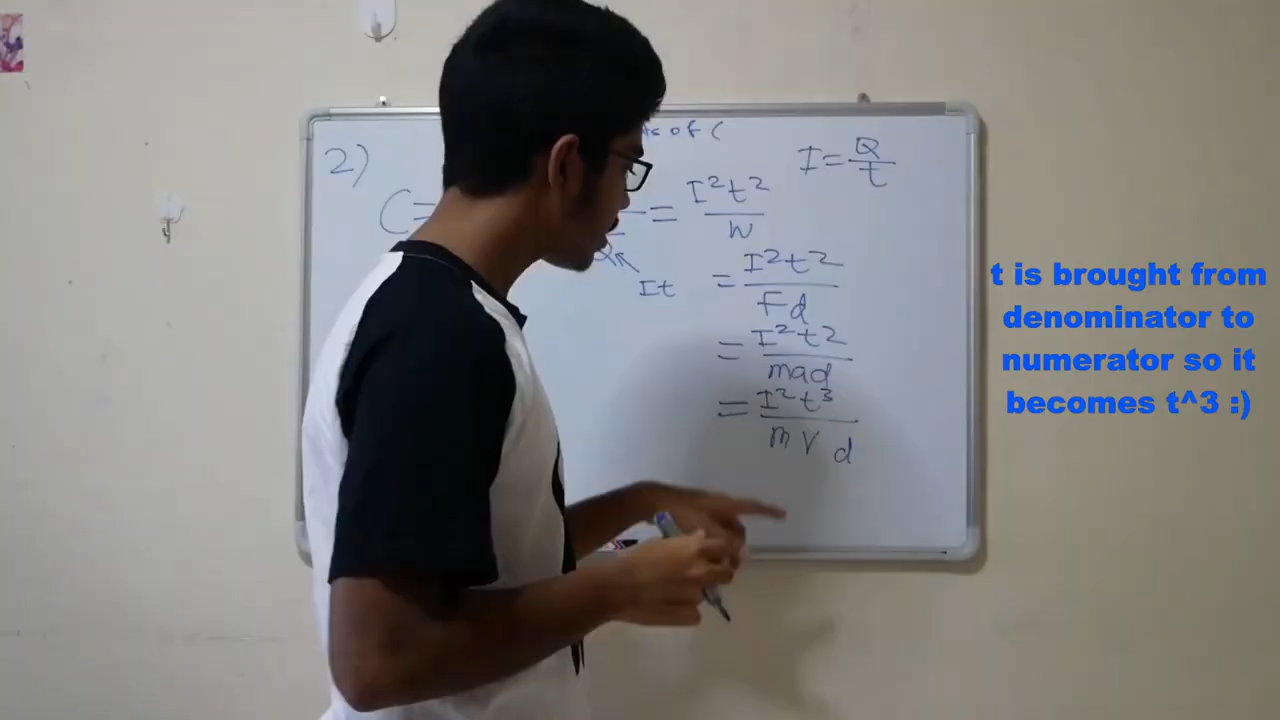 of C
2)
I = Q/t
C = 
= I²t²/W
Q
It
= I²t²/Fd
= I²t²/mad
= I²t³/mvd
t is brought from
denominator to
numerator so it
becomes t^3 :)